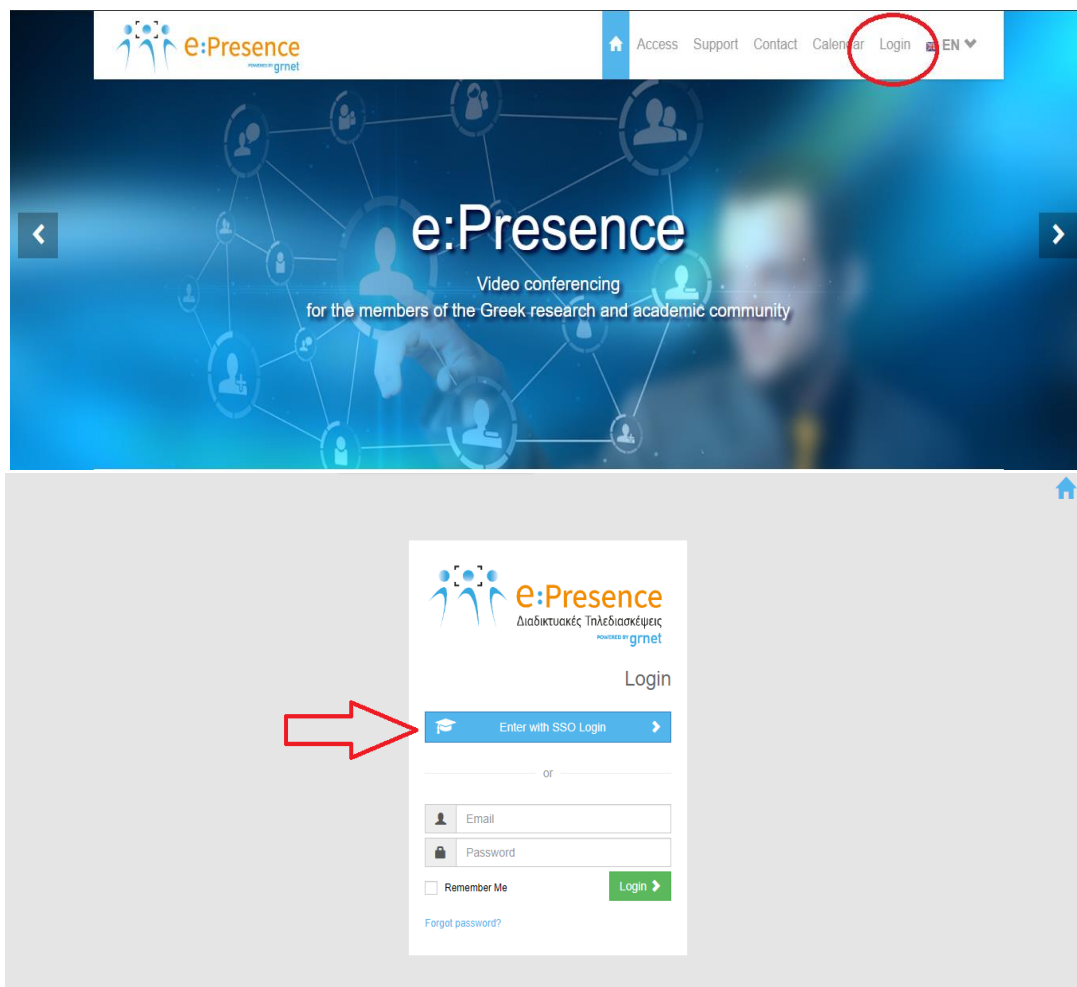 e:Presence
POWERED BY grnet
Access Support Contact Calendar Login EN
e:Presence
Video conferencing
for the members of the Greek research and academic community
e:Presence
Διαδικτυακές Τηλεδιασκέψεις
POWERED BY grnet
Login
Enter with SSO Login
or
Email
Password
Remember Me
Login
Forgot password?